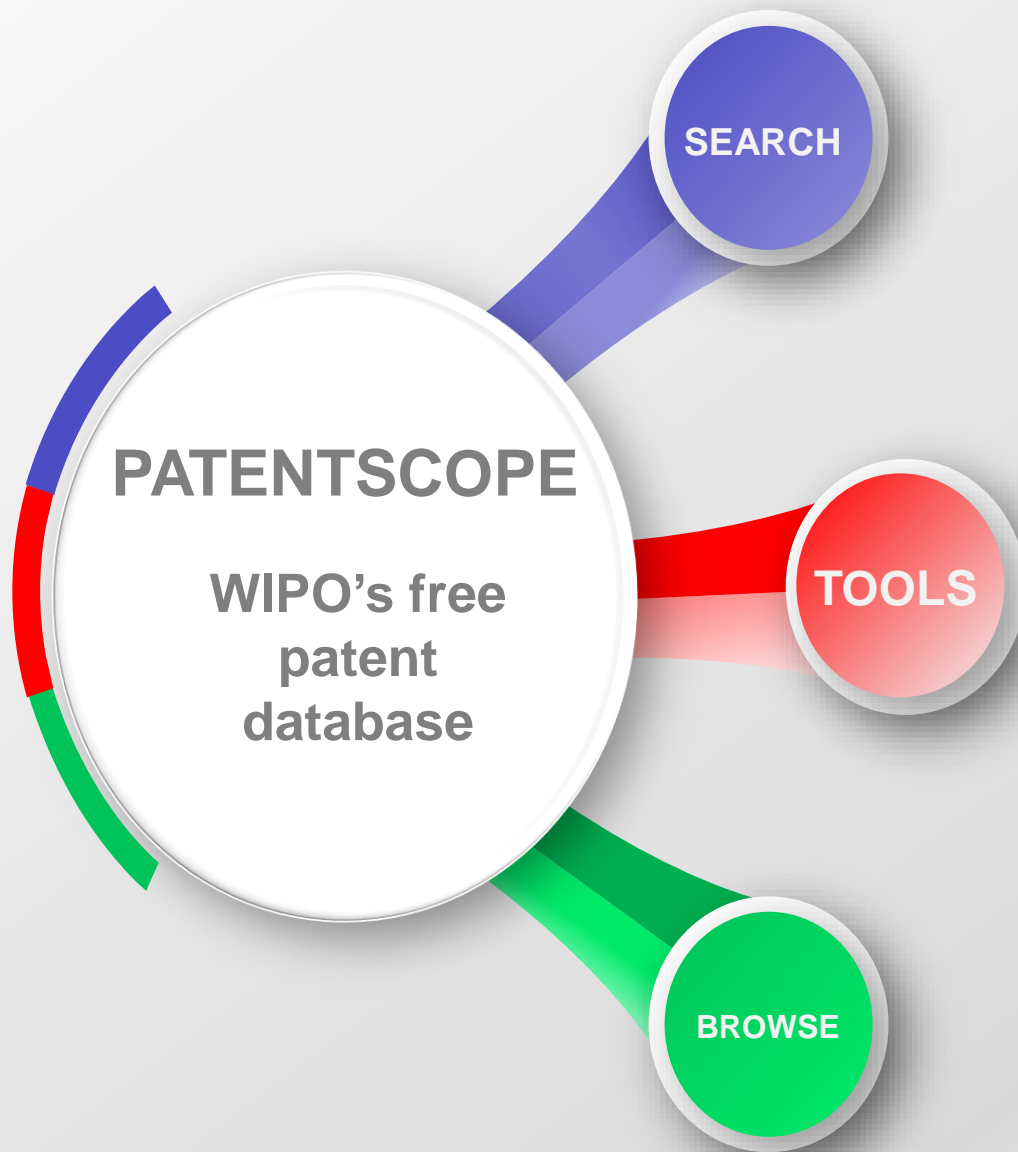 SEARCH
PATENTSCOPE
WIPO’s free
patent
database
TOOLS
BROWSE